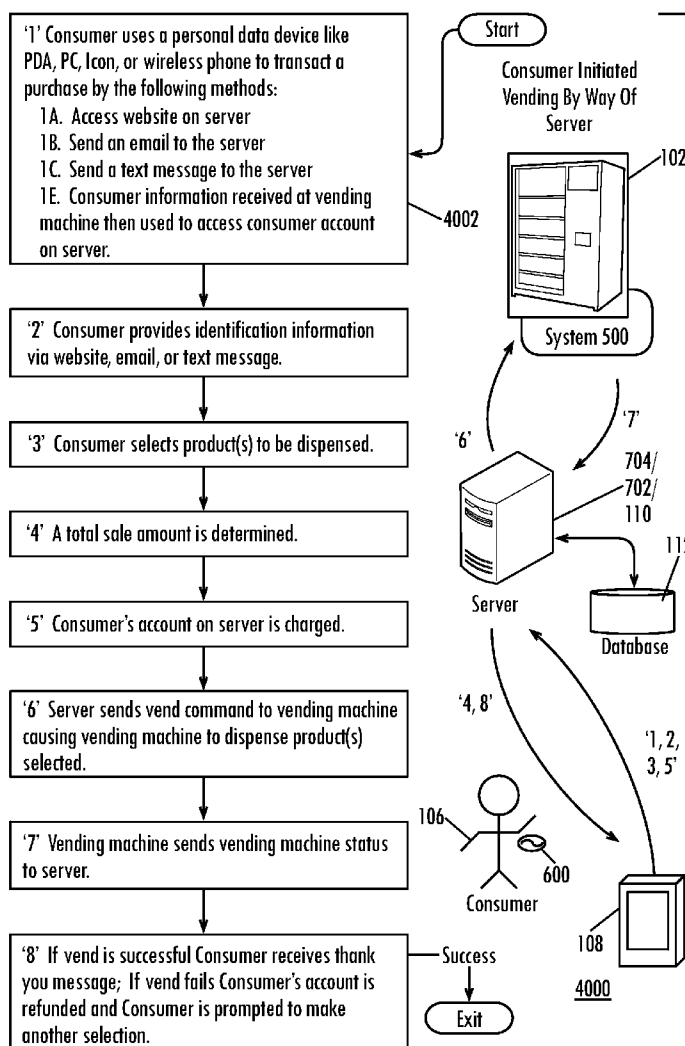 '1' Consumer uses a personal data device like
PDA, PC, Icon, or wireless phone to transact a
purchase by the following methods:
1A. Access website on server
1B. Send an email to the server
1C. Send a text message to the server
1E. Consumer information received at vending
machine then used to access consumer account
on server.
Start
4002
'2' Consumer provides identification information
via website, email, or text message.
'3' Consumer selects product(s) to be dispensed.
'4' A total sale amount is determined.
'5' Consumer's account on server is charged.
'6' Server sends vend command to vending machine
causing vending machine to dispense product(s)
selected.
'7' Vending machine sends vending machine status
to server.
'8' If vend is successful Consumer receives thank
you message; If vend fails Consumer's account is
refunded and Consumer is prompted to make
another selection.
Success
Exit
Consumer Initiated
Vending By Way Of
Server
102
System 500
'6'
'7'
704/
702/
110
Server
Database
'4, 8'
'1, 2,
3, 5'
106
600
Consumer
108
4000